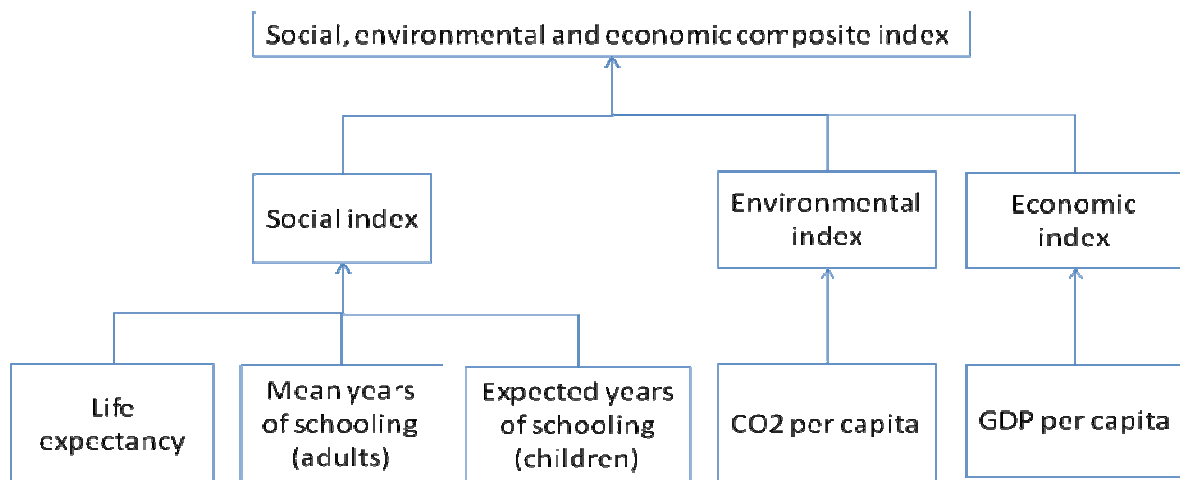 Social, environmental and economic composite index
Social index
Environmental
index
Economic
index
Life
expectancy
Mean years
of schooling
(adults)
Expected years
of schooling
(children)
CO2 per capita
GDP per capita